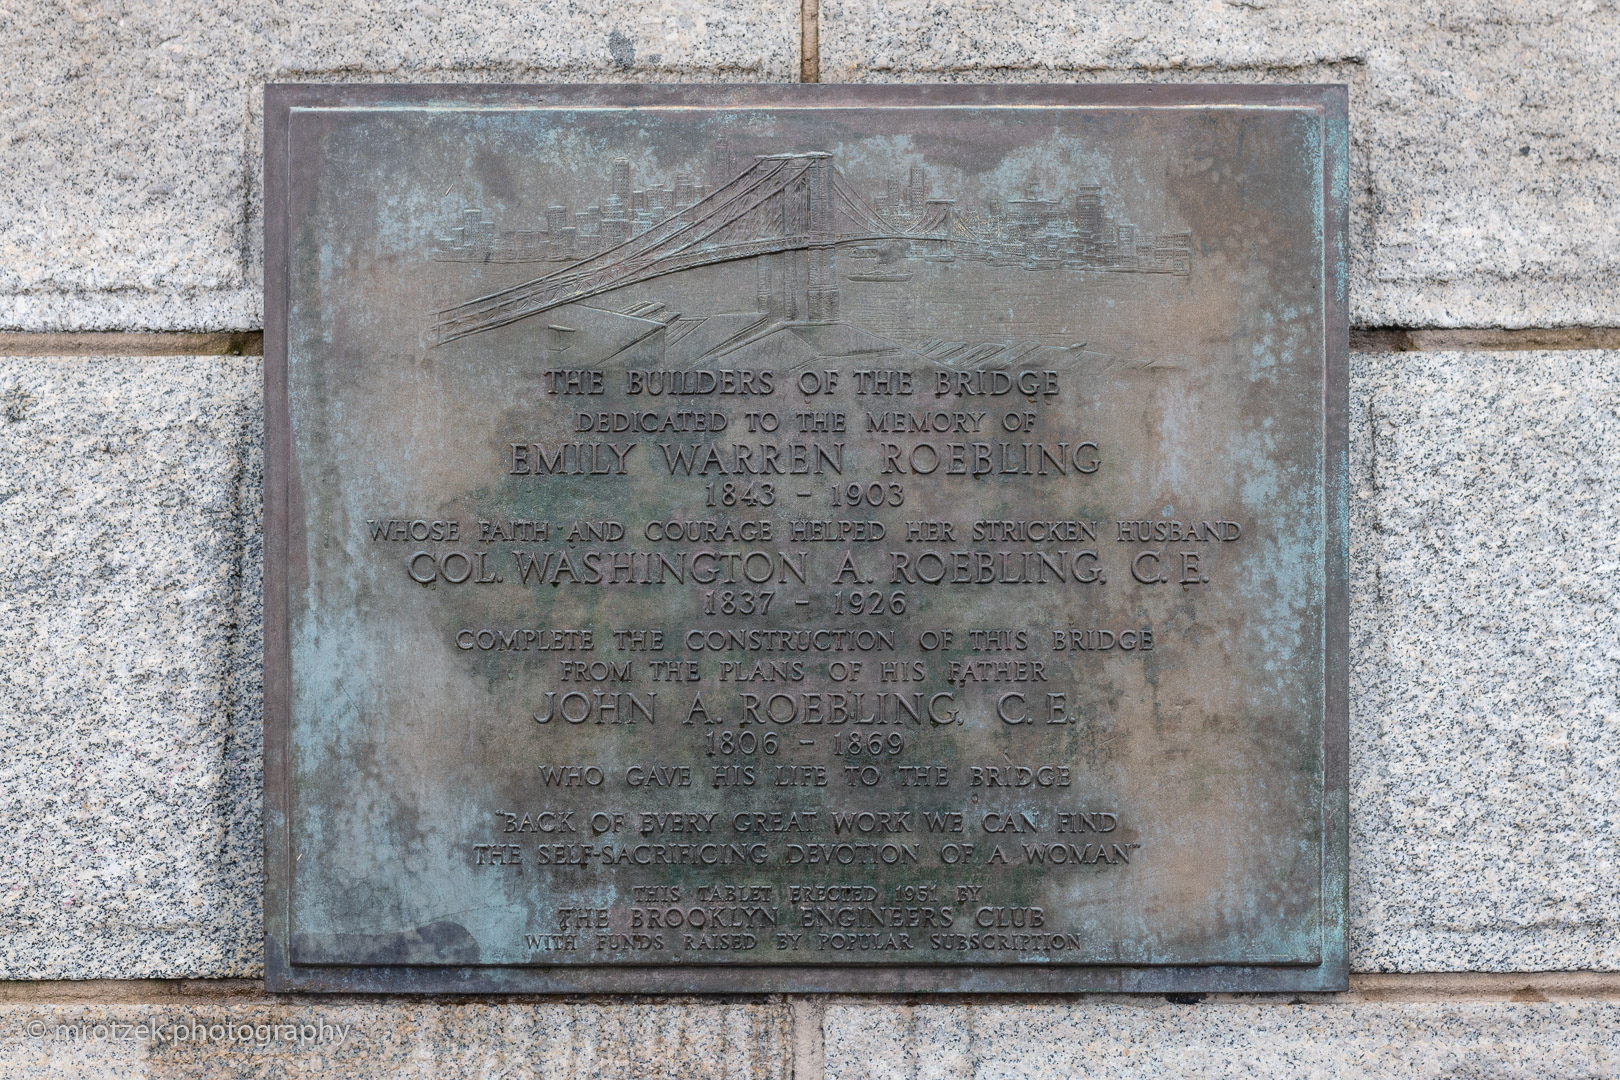 THE BUILDERS OF THE BRIDGE
DEDICATED TO THE MEMORY OF
EMILY WARREN ROEBLING
1843 - 1903
WHOSE FAITH AND COURAGE HELPED HER STRICKEN HUSBAND
COL. WASHINGTON A. ROEBLING, C. E.
1837 - 1926
COMPLETE THE CONSTRUCTION OF THIS BRIDGE
FROM THE PLANS OF HIS FATHER
JOHN A. ROEBLING, C. E.
1806 - 1869
WHO GAVE HIS LIFE TO THE BRIDGE
"BACK OF EVERY GREAT WORK WE CAN FIND
THE SELF-SACRIFICING DEVOTION OF A WOMAN"
THIS TABLET ERECTED 1951 BY
THE BROOKLYN ENGINEERS CLUB
WITH FUNDS RAISED BY POPULAR SUBSCRIPTION
© mrotzek.photography